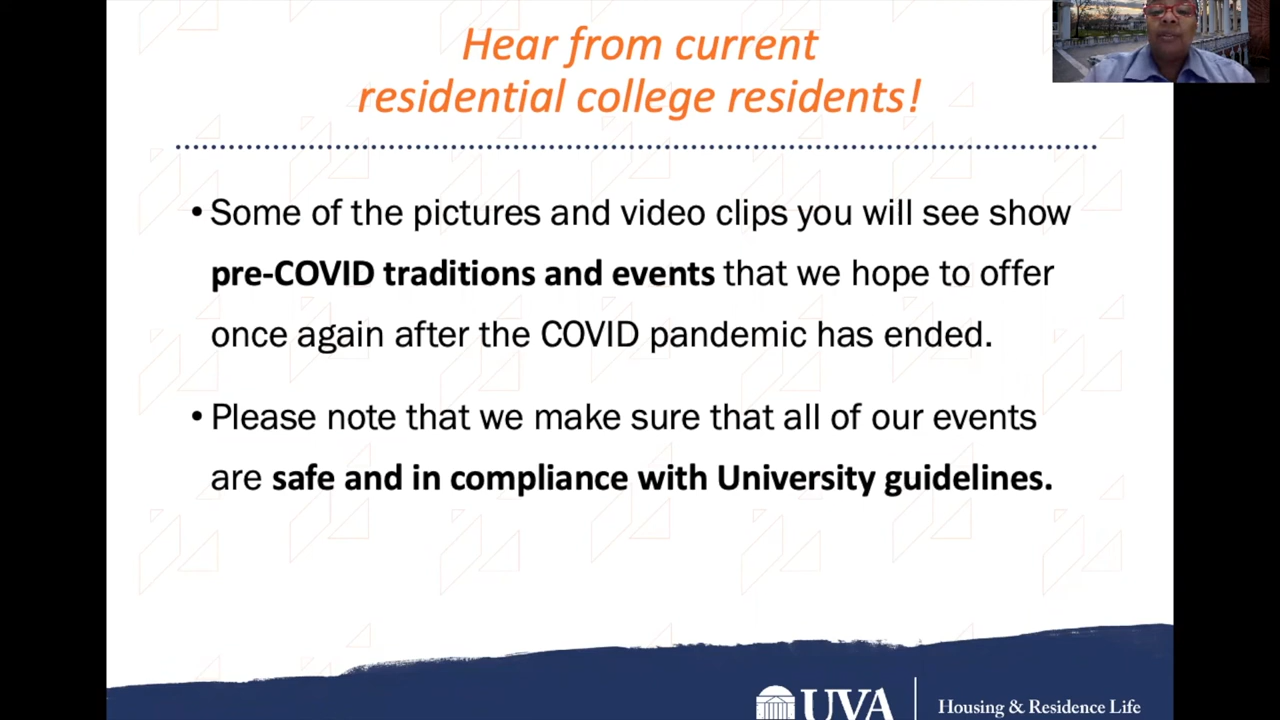 Hear from current
residential college residents!
• Some of the pictures and video clips you will see show
pre-COVID traditions and events that we hope to offer
once again after the COVID pandemic has ended.
• Please note that we make sure that all of our events
are safe and in compliance with University guidelines.
UVA Housing & Residence Life